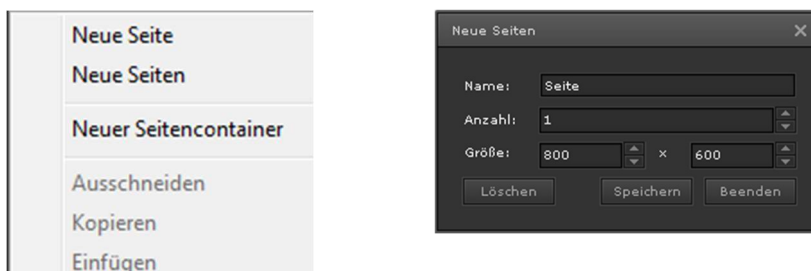 Neue Seite
Neue Seiten
Neuer Seitencontainer
Ausschneiden
Kopieren
Einfügen
Neue Seiten
Name: Seite
Anzahl: 1
Größe: 800 x 600
Löschen Speichern Beenden